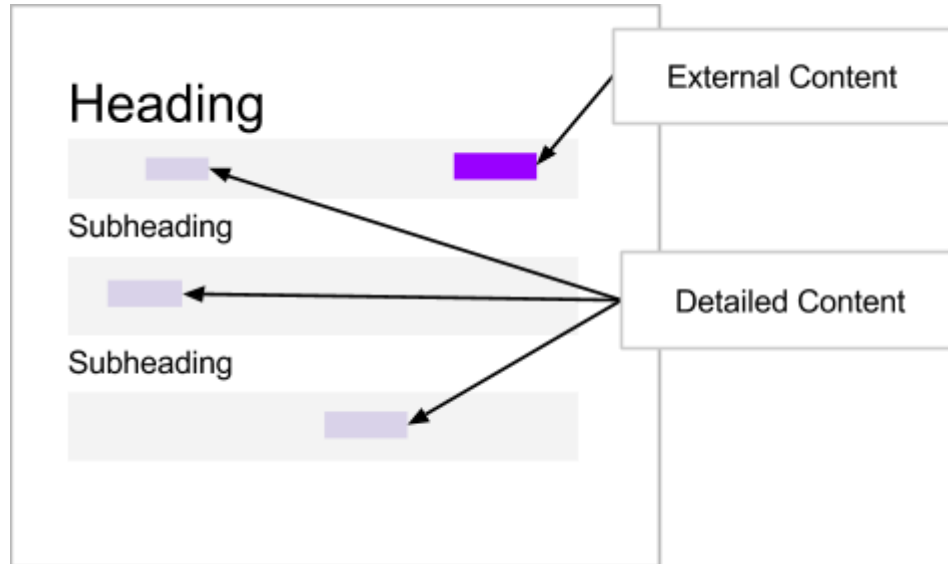 Heading
Subheading
Subheading
External Content
Detailed Content